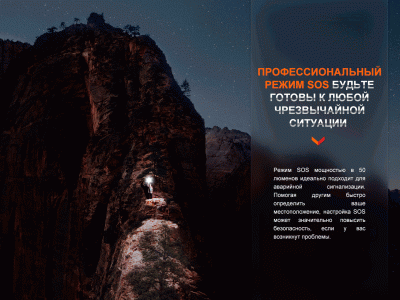 ПРОФЕССИОНАЛЬНЫЙ
РЕЖИМ SOS БУДЬТЕ
ГОТОВЫ К ЛЮБОЙ
ЧРЕЗВЫЧАЙНОЙ
СИТУАЦИИ
Режим SOS мощностью в 50
люменов идеально подходит для
аварийной сигнализации.
Помогая другим быстро
определить ваше
местоположение, настройка SOS
может значительно повысить
безопасность, если у вас
возникнут проблемы.